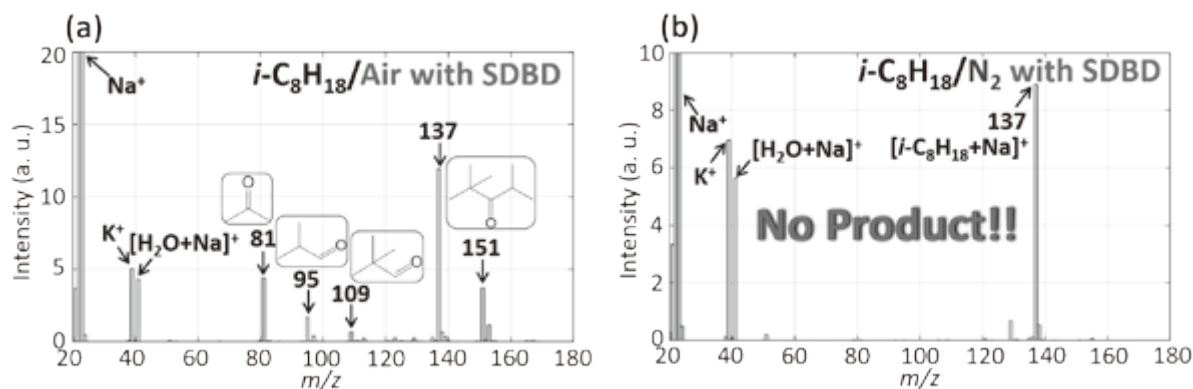 (a)
20
15
10
5
0
Intensity (a. u.)
i-C8H18/Air with SDBD
Na+
K+
[H2O+Na]+
O
81
O
95
O
109
137
O
151
20 40 60 80 100 120 140 160 180
m/z
(b)
10
8
6
4
2
0
Intensity (a. u.)
i-C8H18/N2 with SDBD
Na+
K+
[H2O+Na]+
137
[i-C8H18+Na]+
No Product!!
20 40 60 80 100 120 140 160 180
m/z